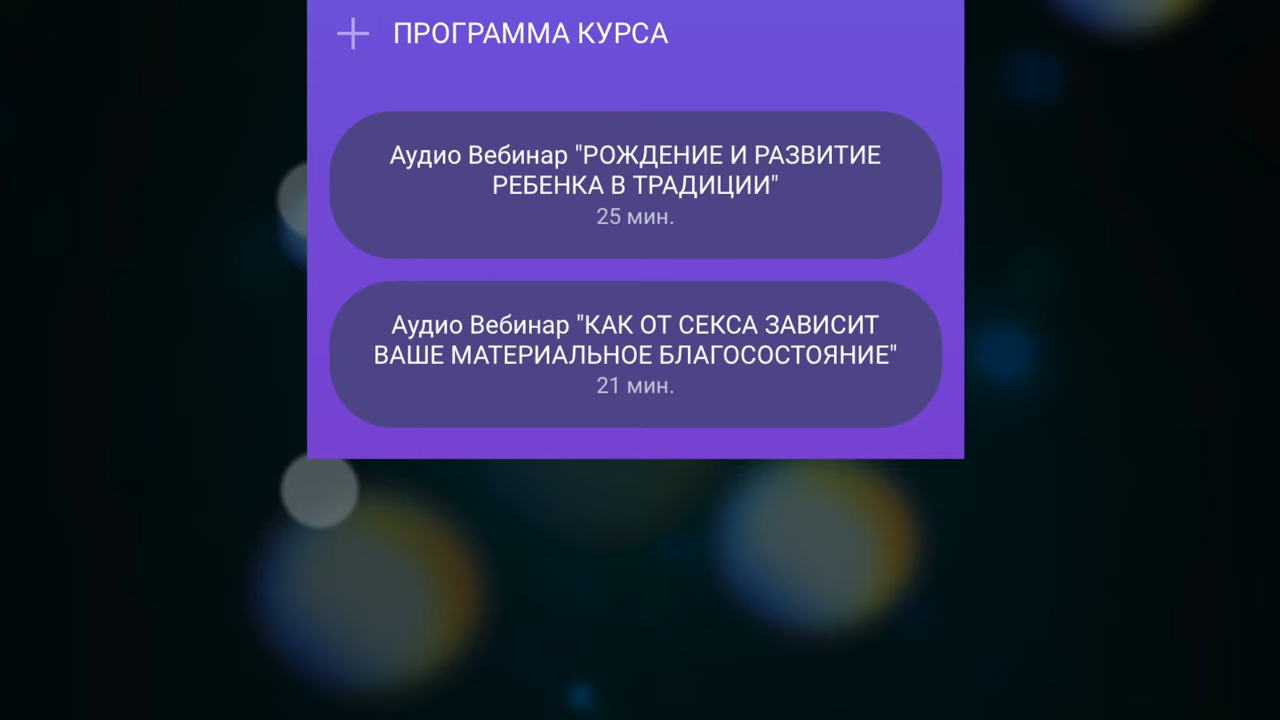 ПРОГРАММА КУРСА
Аудио Вебинар "РОЖДЕНИЕ И РАЗВИТИЕ
РЕБЕНКА В ТРАДИЦИИ"
25 мин.
Аудио Вебинар "КАК ОТ СЕКСА ЗАВИСИТ
ВАШЕ МАТЕРИАЛЬНОЕ БЛАГОСОСТОЯНИЕ"
21 мин.